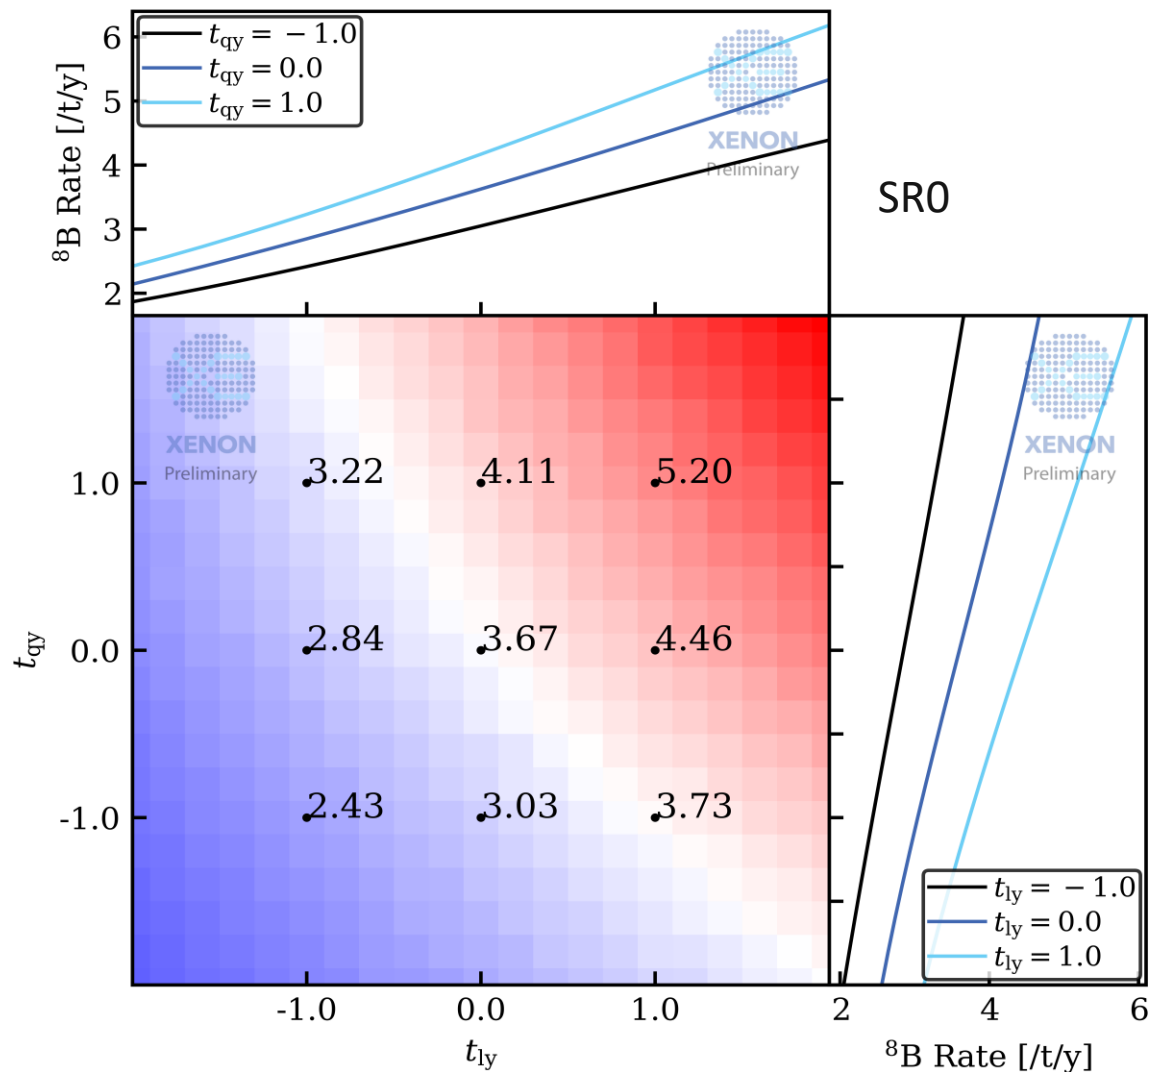 t_qy = − 1.0
t_qy = 0.0
t_qy = 1.0
⁸B Rate [/t/y]
6
5
4
3
2
XENON
Preliminary
SR0
XENON
Preliminary
3.22 4.11 5.20
2.84 3.67 4.46
2.43 3.03 3.73
1.0
0.0
-1.0
t_qy
-1.0 0.0 1.0
t_ly
XENON
Preliminary
t_ly = − 1.0
t_ly = 0.0
t_ly = 1.0
2 4 6
⁸B Rate [/t/y]